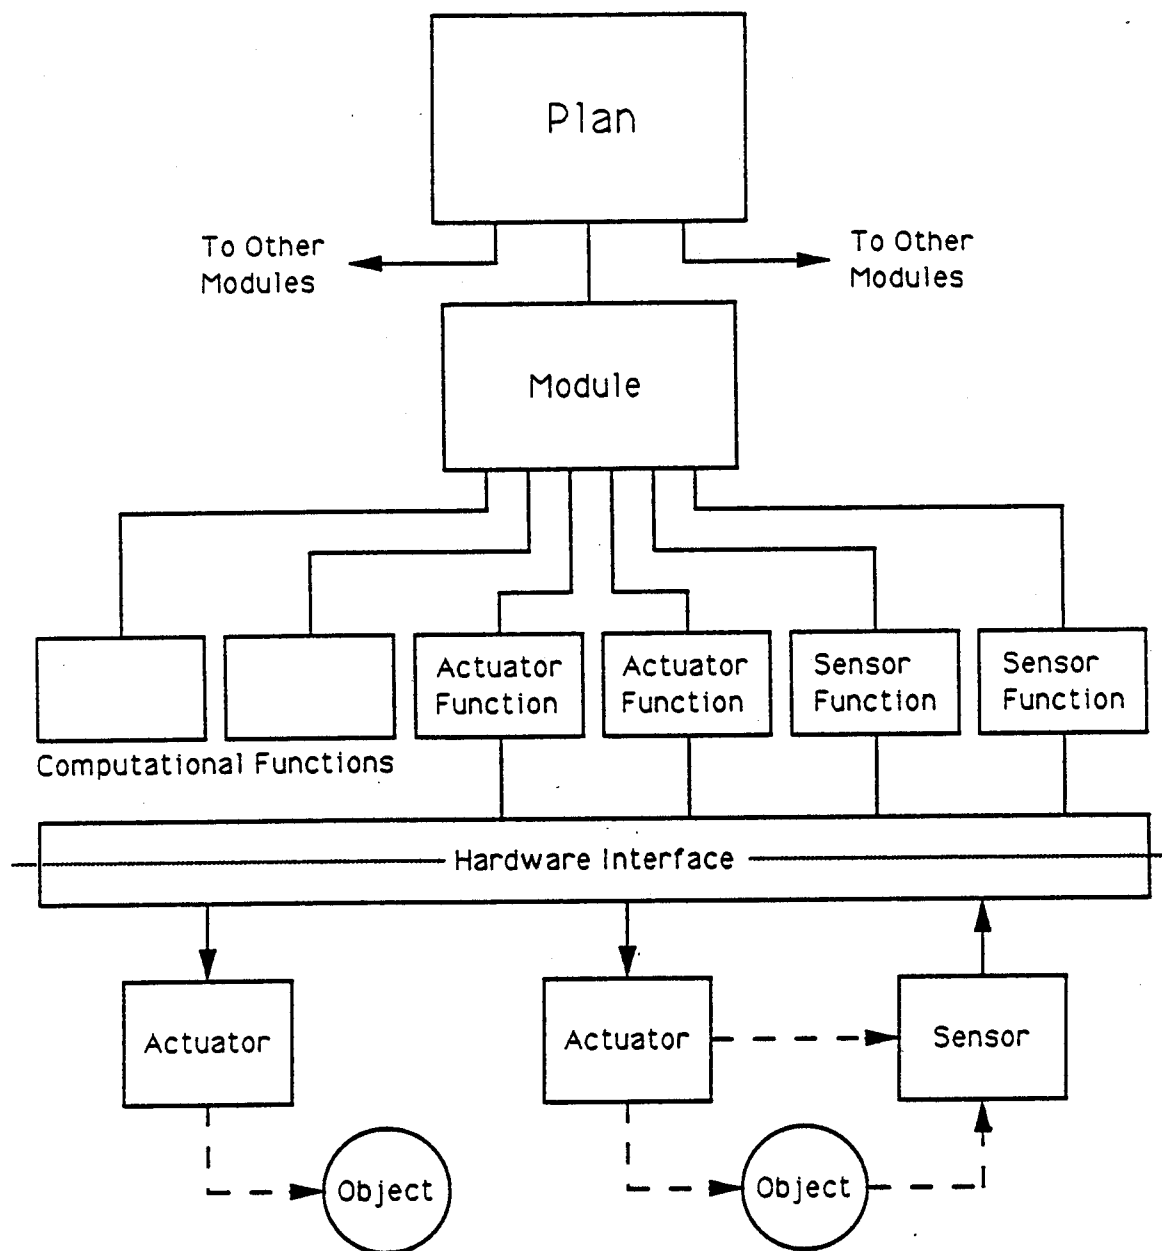 Plan
To Other
Modules
To Other
Modules
Module
Actuator
Function
Actuator
Function
Sensor
Function
Sensor
Function
Computational Functions
Hardware Interface
Actuator
Actuator
Sensor
Object
Object